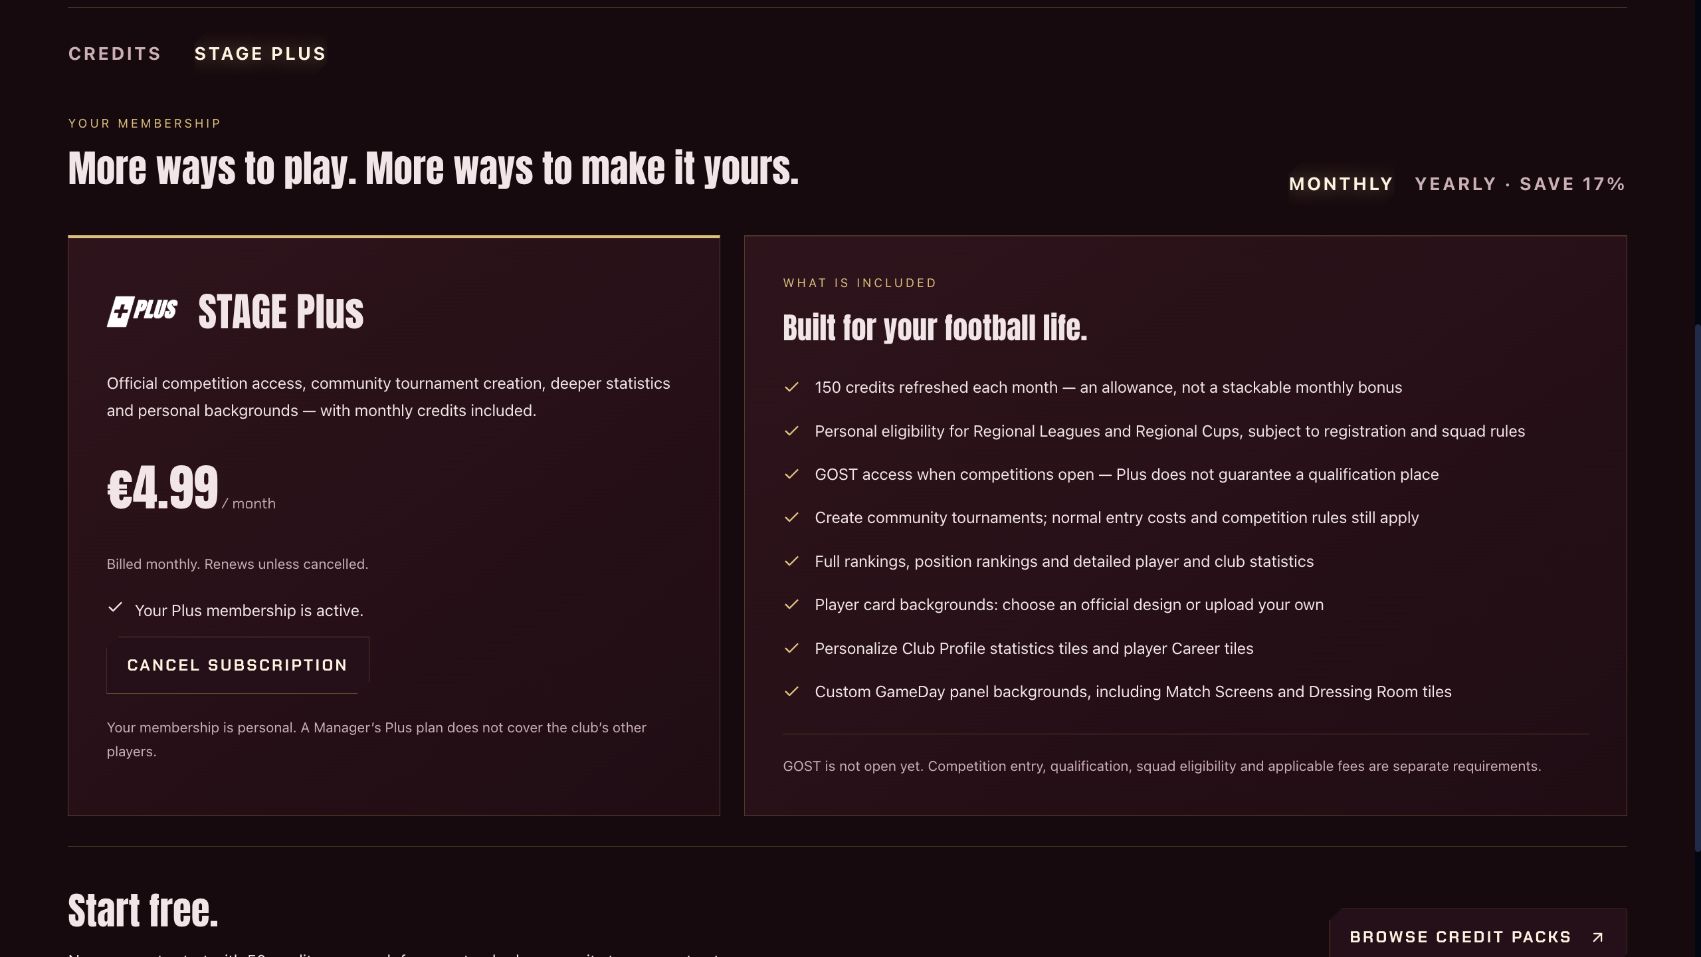 CREDITS STAGE PLUS
YOUR MEMBERSHIP
More ways to play. More ways to make it yours.
MONTHLY YEARLY · SAVE 17%
PLUS STAGE Plus
Official competition access, community tournament creation, deeper statistics
and personal backgrounds — with monthly credits included.
€4.99 / month
Billed monthly. Renews unless cancelled.
Your Plus membership is active.
CANCEL SUBSCRIPTION
Your membership is personal. A Manager's Plus plan does not cover the club's other
players.
WHAT IS INCLUDED
Built for your football life.
150 credits refreshed each month — an allowance, not a stackable monthly bonus
Personal eligibility for Regional Leagues and Regional Cups, subject to registration and squad rules
GOST access when competitions open — Plus does not guarantee a qualification place
Create community tournaments; normal entry costs and competition rules still apply
Full rankings, position rankings and detailed player and club statistics
Player card backgrounds: choose an official design or upload your own
Personalize Club Profile statistics tiles and player Career tiles
Custom GameDay panel backgrounds, including Match Screens and Dressing Room tiles
GOST is not open yet. Competition entry, qualification, squad eligibility and applicable fees are separate requirements.
Start free.
BROWSE CREDIT PACKS